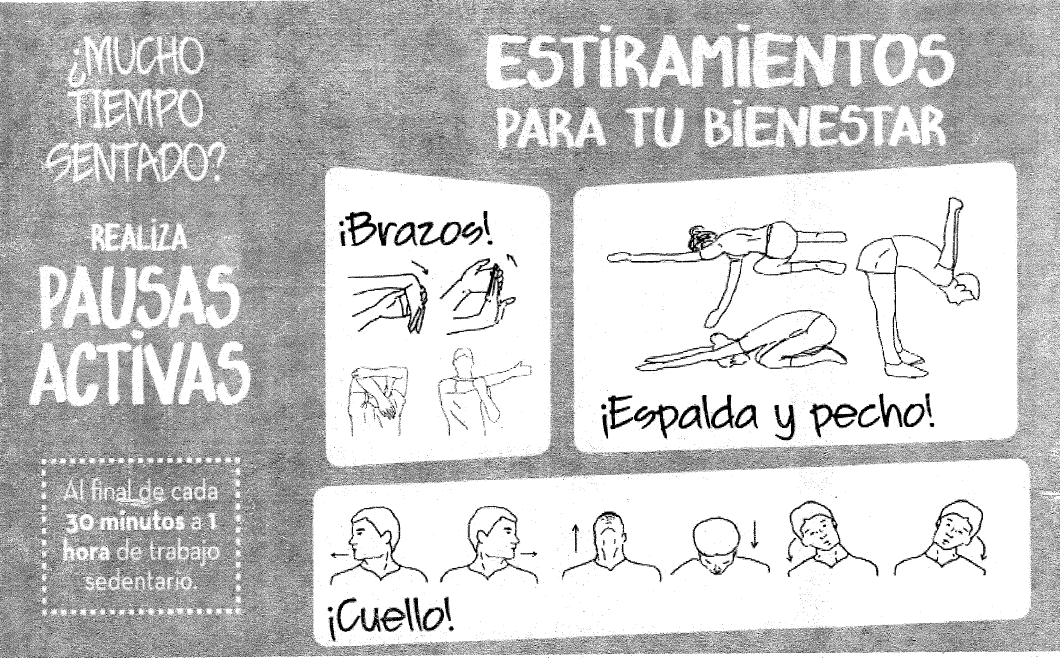 ¿MUCHO
TIEMPO
SENTADO?
REALIZA
PAUSAS
ACTIVAS
Al final de cada
30 minutos a 1
hora de trabajo
sedentario.
ESTIRAMIENTOS
PARA TU BIENESTAR
¡Brazos!
¡Espalda y pecho!
¡Cuello!